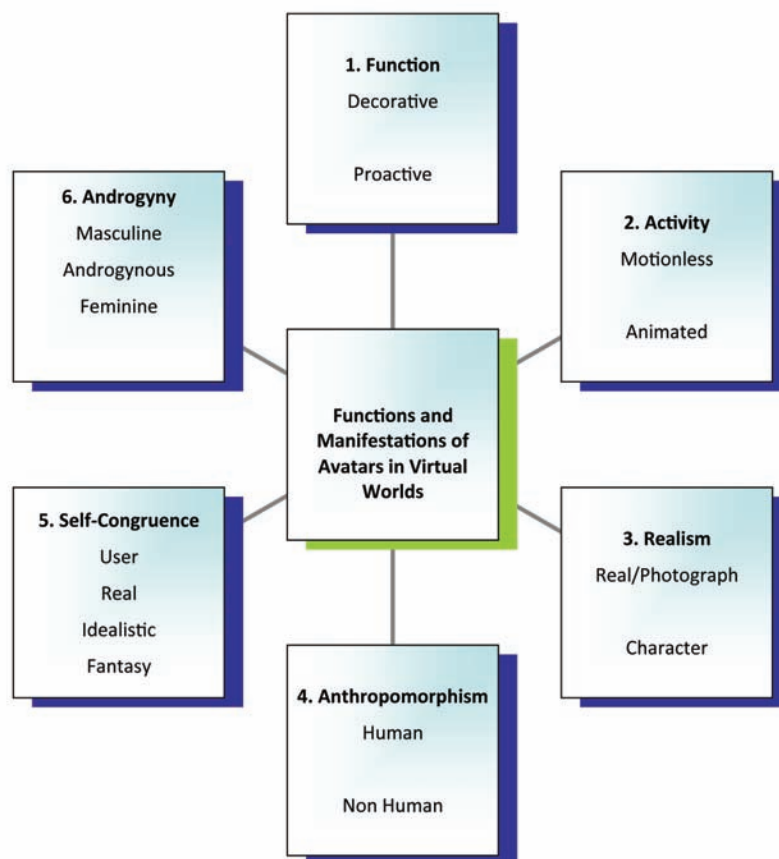 1. Function
Decorative
Proactive
2. Activity
Motionless
Animated
3. Realism
Real/Photograph
Character
4. Anthropomorphism
Human
Non Human
5. Self-Congruence
User
Real
Idealistic
Fantasy
6. Androgyny
Masculine
Androgynous
Feminine
Functions and
Manifestations of
Avatars in Virtual
Worlds